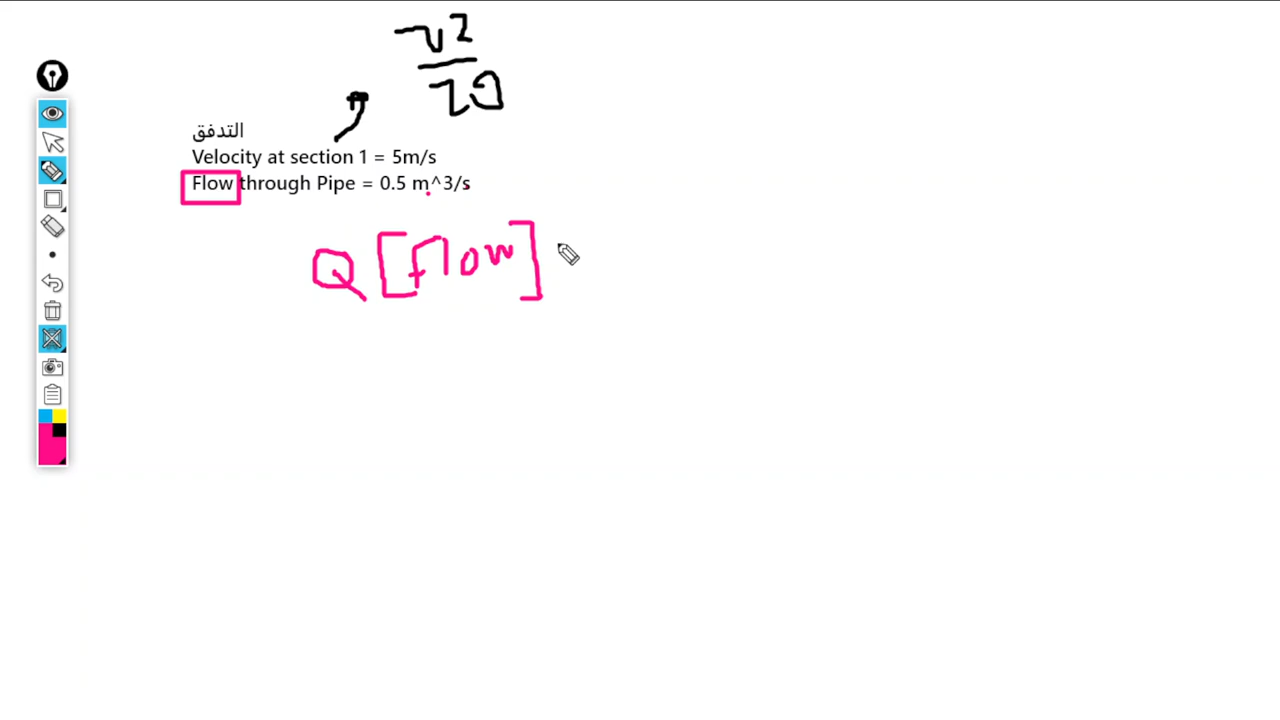 v2
2g
التدفق
Velocity at section 1 = 5m/s
Flow through Pipe = 0.5 m^3/s
Q [flow]